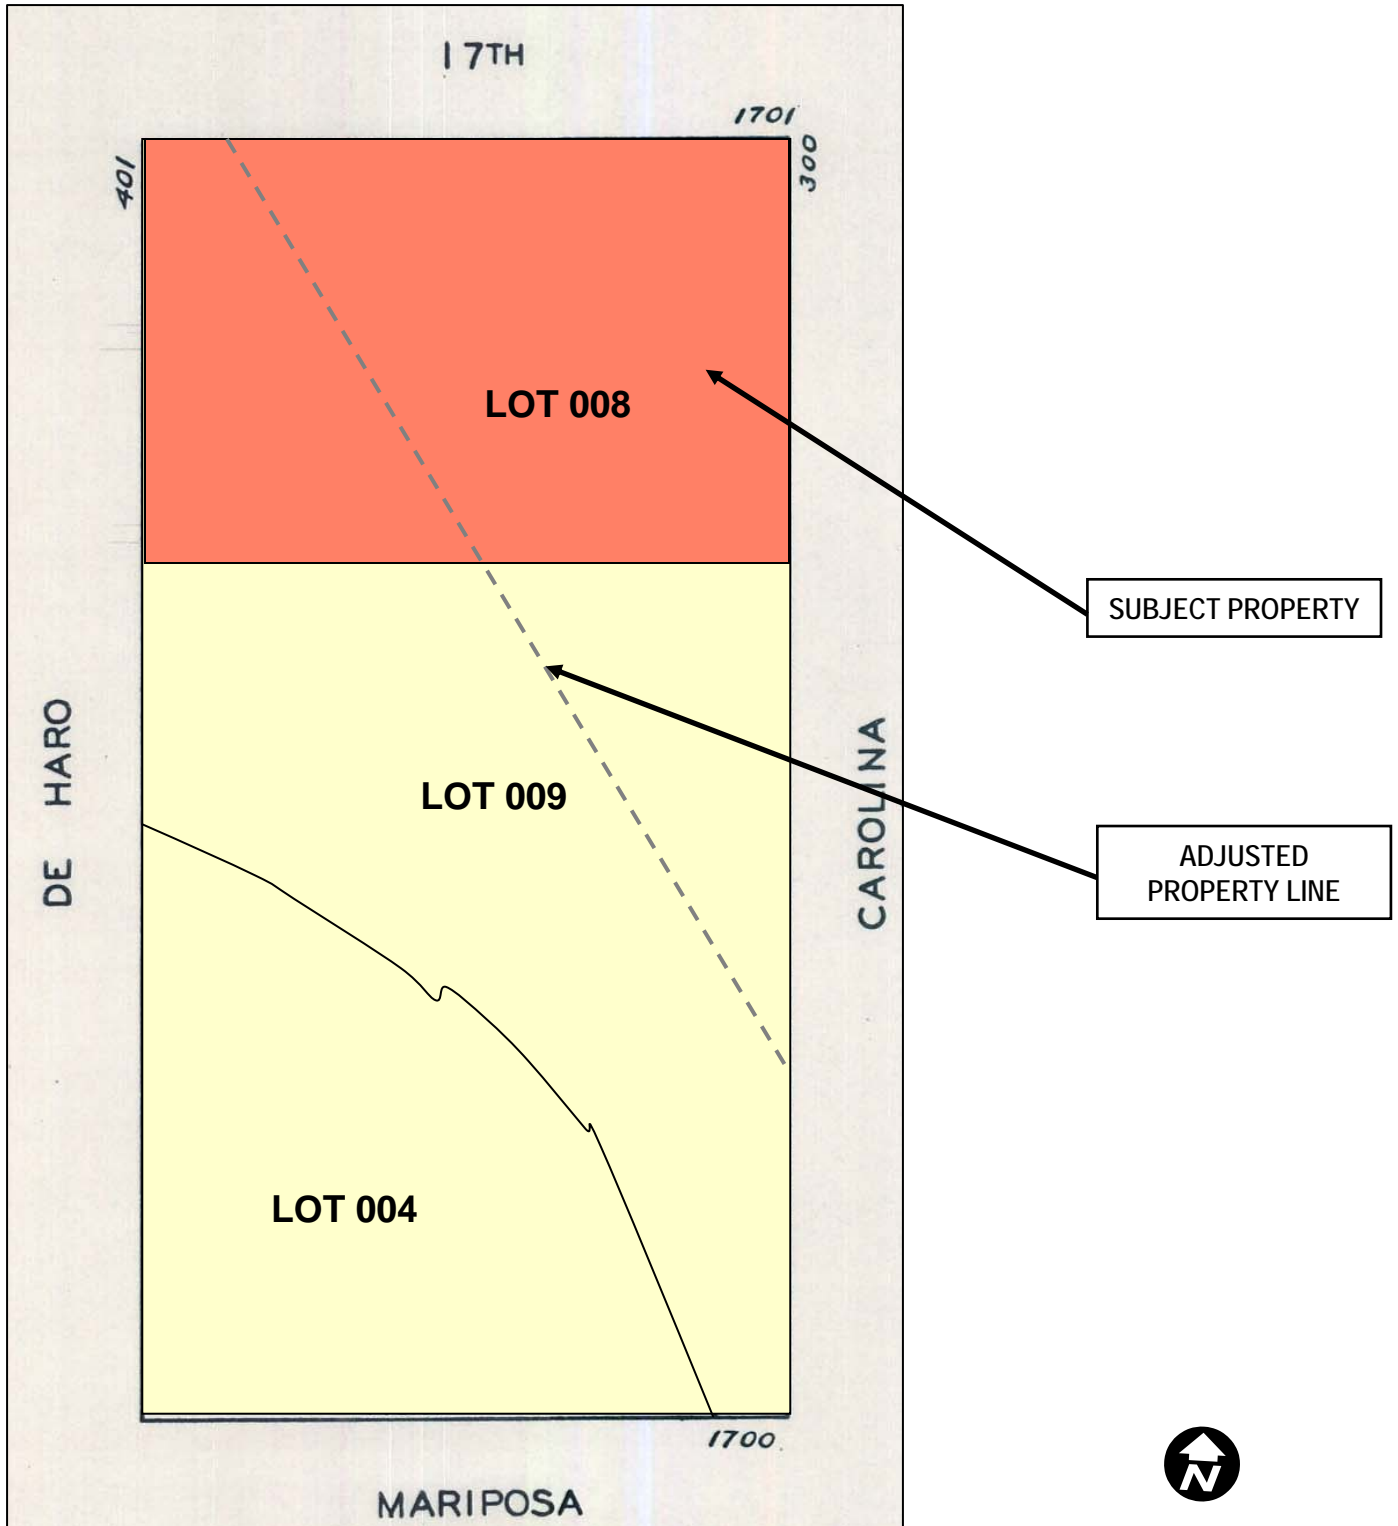 17TH
1701
401
300
LOT 008
SUBJECT PROPERTY
DE HARO
LOT 009
CAROLINA
ADJUSTED
PROPERTY LINE
LOT 004
1700
MARIPOSA
N